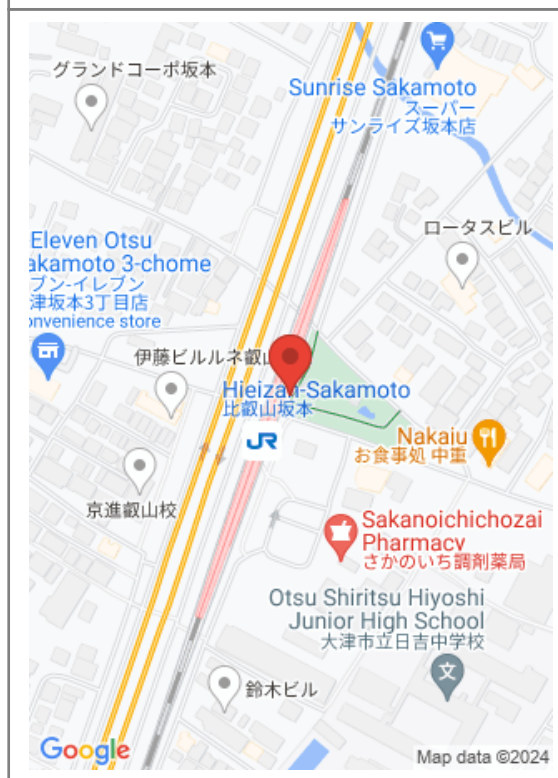 グランドコーポ坂本
Sunrise Sakamoto
スーパー
サンライズ坂本店
ロータスビル
Eleven Otsu
akamoto 3-chome
ブン-イレブン
津坂本3丁目店
onvenience store
伊藤ビルルネ叡山
Hieizan-Sakamoto
比叡山坂本
JR
Nakaiu
お食事処 中重
京進叡山校
Sakanoichichozai
Pharmacy
さかのいち調剤薬局
Otsu Shiritsu Hiyoshi
Junior High School
大津市立日吉中学校
文
鈴木ビル
Google
Map data ©2024